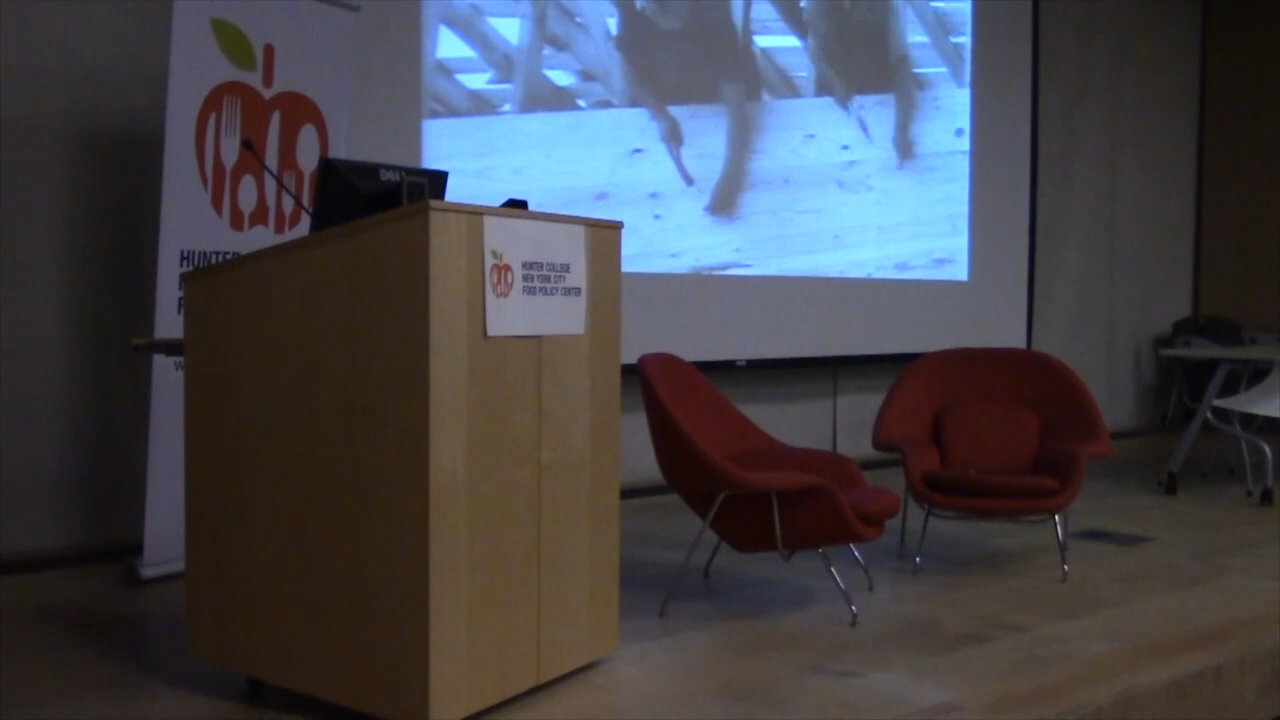 HUNTER
DELL
HUNTER COLLEGE
NEW YORK CITY
FOOD POLICY CENTER